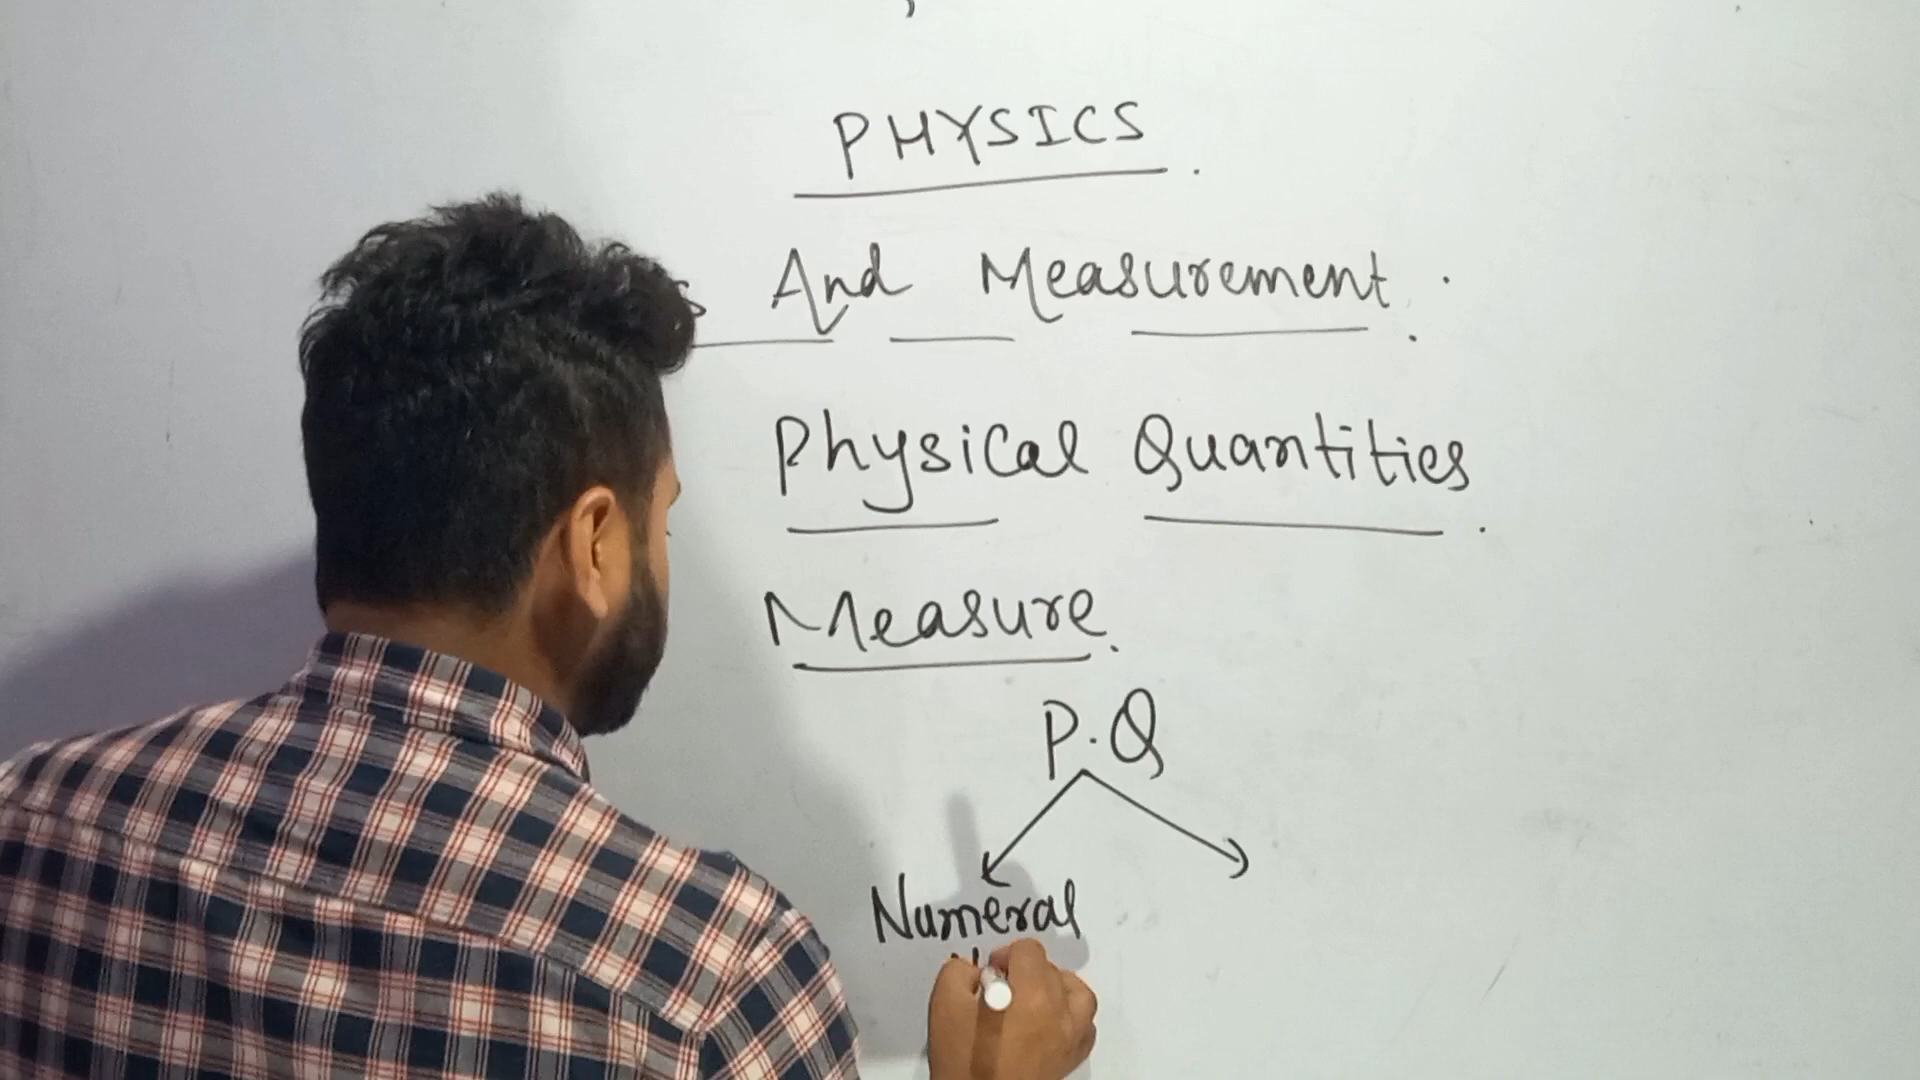 PHYSICS.
And Measurement.
Physical Quantities.
Measure.
P.Q
Numeral